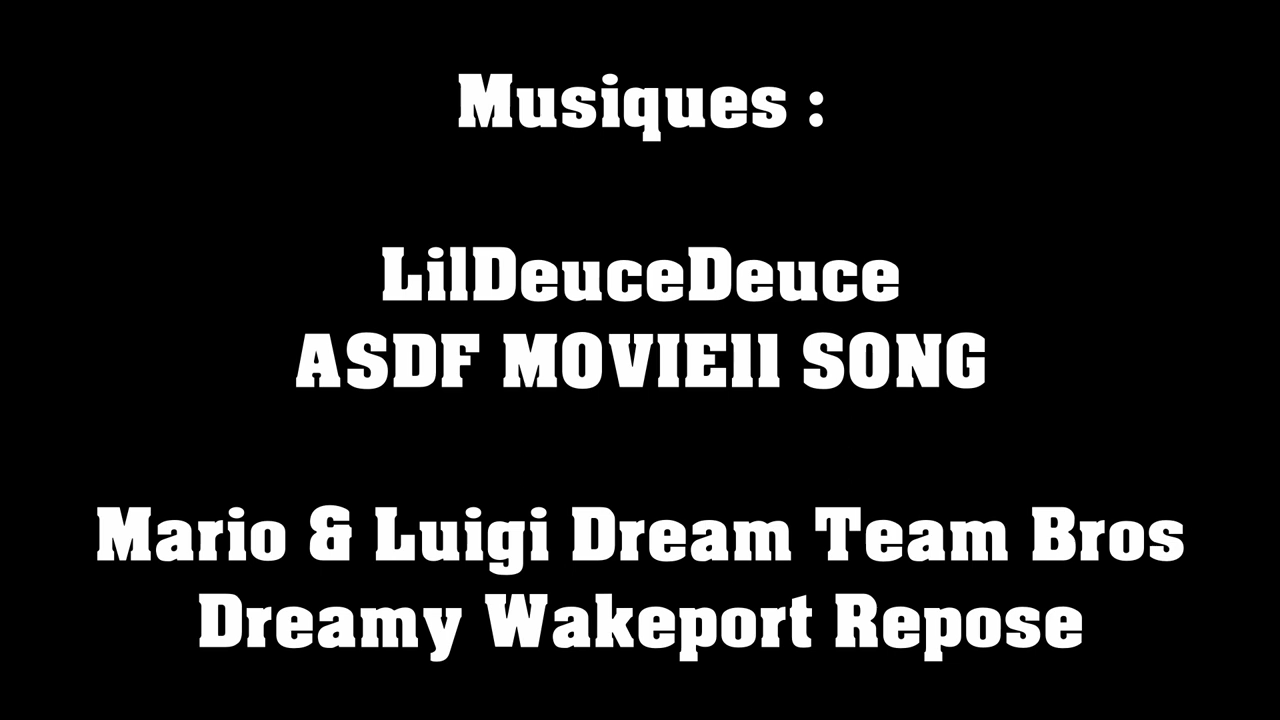 Musiques :
LilDeuceDeuce
ASDF MOVIE11 SONG
Mario & Luigi Dream Team Bros
Dreamy Wakeport Repose